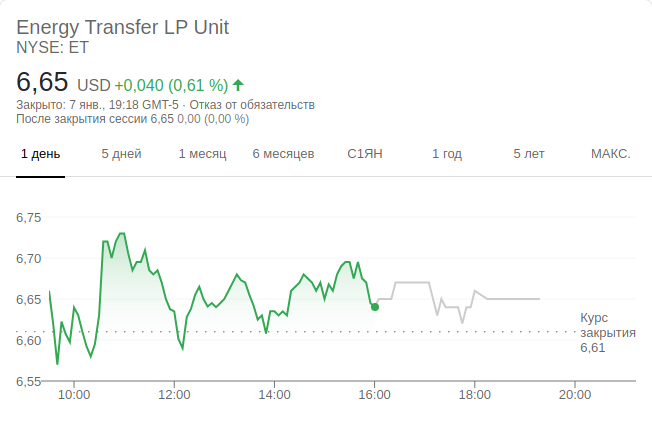 Energy Transfer LP Unit
NYSE: ET
6,65 USD +0,040 (0,61 %)
Закрыто: 7 янв., 19:18 GMT-5 · Отказ от обязательств
После закрытия сессии 6,65 0,00 (0,00 %)
1 день 5 дней 1 месяц 6 месяцев С1ЯН 1 год 5 лет МАКС.
6,75
6,70
6,65
6,60
6,55
Курс
закрытия
6,61
10:00 12:00 14:00 16:00 18:00 20:00